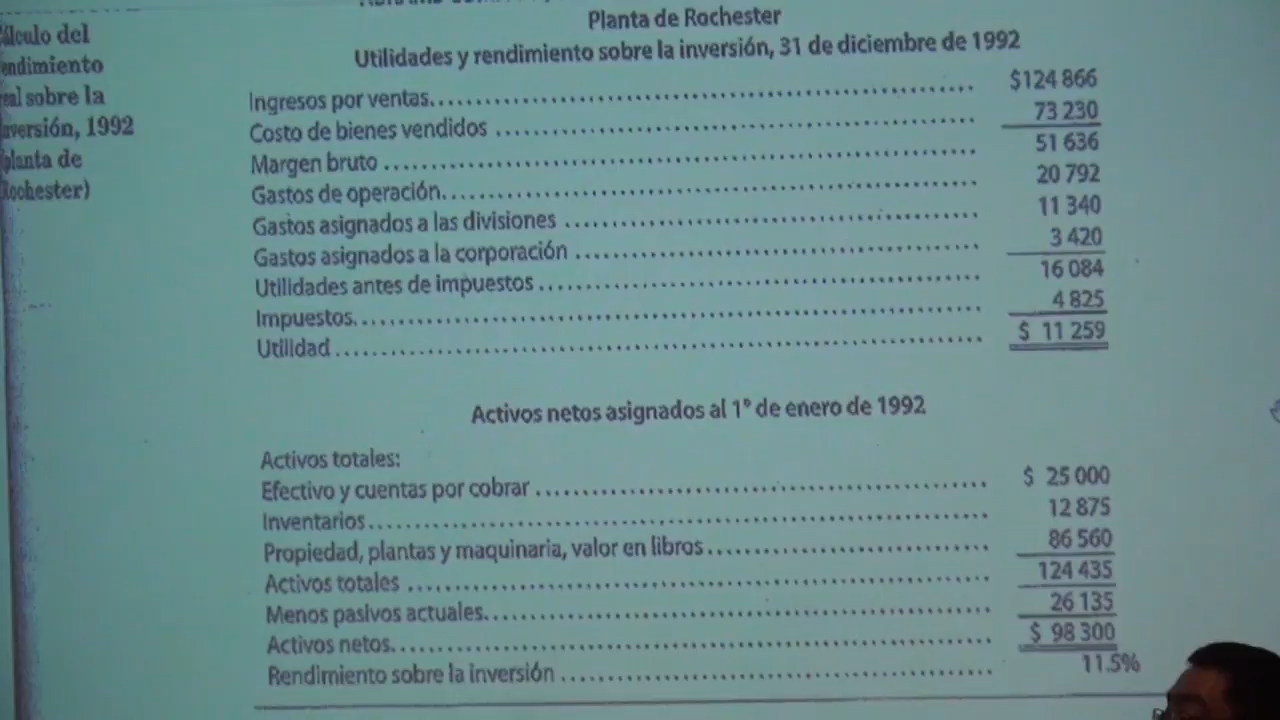 Planta de Rochester
Utilidades y rendimiento sobre la inversión, 31 de diciembre de 1992
sobre la
1992
planta de
Ingresos por ventas $124 866
Costo de bienes vendidos 73 230
Margen bruto 51 636
Gastos de operación 20 792
Gastos asignados a las divisiones 11 340
Gastos asignados a la corporación 3 420
Utilidades antes de impuestos 16 084
Impuestos 4 825
Utilidad $ 11 259
Activos netos asignados al 1° de enero de 1992
Activos totales:
Efectivo y cuentas por cobrar $ 25 000
Inventarios 12 875
Propiedad, plantas y maquinaria, valor en libros 86 560
Activos totales 124 435
Menos pasivos actuales 26 135
Activos netos $ 98 300
Rendimiento sobre la inversión 11.5%